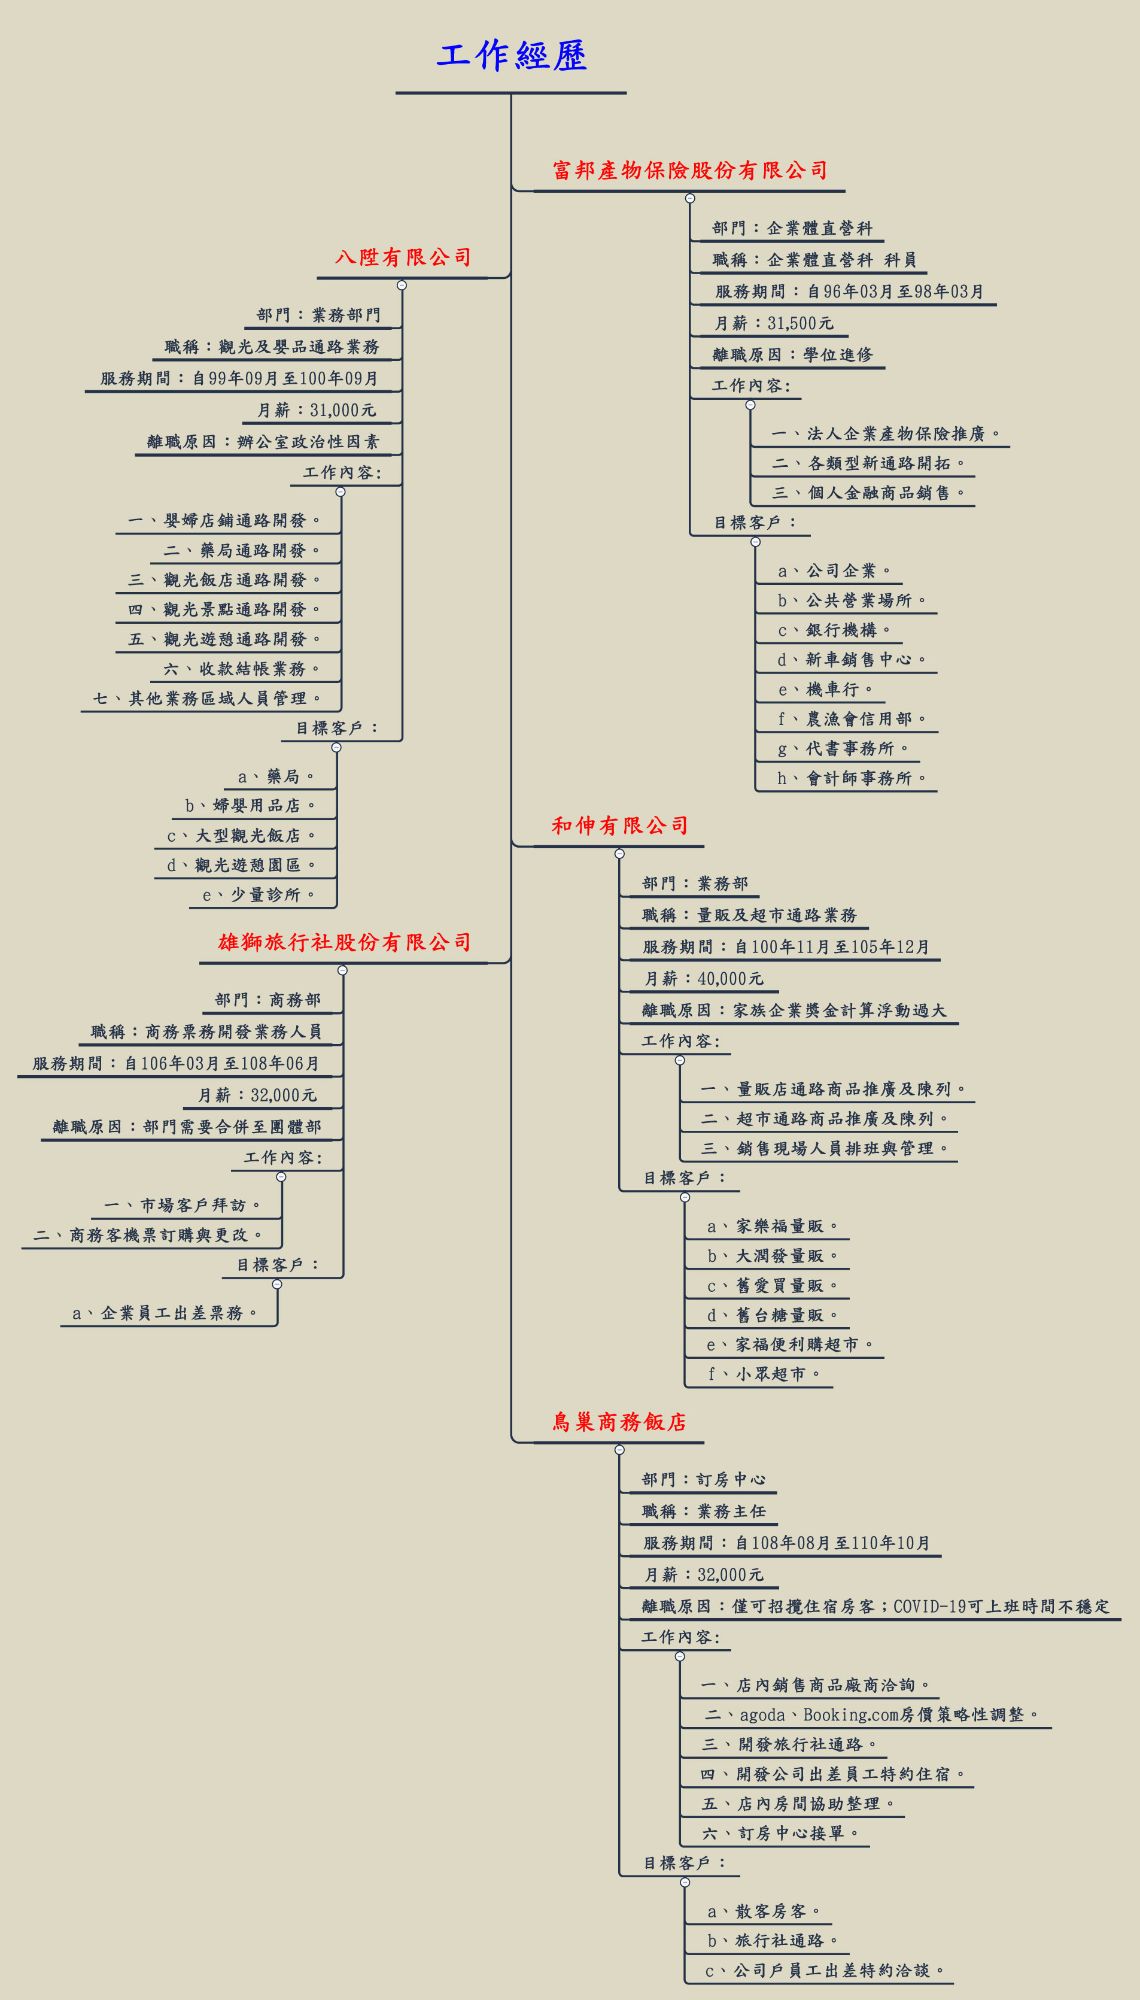 工作經歷
富邦產物保險股份有限公司
部門：企業體直營科
職稱：企業體直營科 科員
服務期間：自96年03月至98年03月
月薪：31,500元
離職原因：學位進修
工作內容:
一、法人企業產物保險推廣。
二、各類型新通路開拓。
三、個人金融商品銷售。
目標客戶：
a、公司企業。
b、公共營業場所。
c、銀行機構。
d、新車銷售中心。
e、機車行。
f、農漁會信用部。
g、代書事務所。
h、會計師事務所。
八陞有限公司
部門：業務部門
職稱：觀光及嬰品通路業務
服務期間：自99年09月至100年09月
月薪：31,000元
離職原因：辦公室政治性因素
工作內容:
一、嬰婦店鋪通路開發。
二、藥局通路開發。
三、觀光飯店通路開發。
四、觀光景點通路開發。
五、觀光遊憩通路開發。
六、收款結帳業務。
七、其他業務區域人員管理。
目標客戶：
a、藥局。
b、婦嬰用品店。
c、大型觀光飯店。
d、觀光遊憩園區。
e、少量診所。
和伸有限公司
部門：業務部
職稱：量販及超市通路業務
服務期間：自100年11月至105年12月
月薪：40,000元
離職原因：家族企業獎金計算浮動過大
工作內容:
一、量販店通路商品推廣及陳列。
二、超市通路商品推廣及陳列。
三、銷售現場人員排班與管理。
目標客戶：
a、家樂福量販。
b、大潤發量販。
c、舊愛買量販。
d、舊台糖量販。
e、家福便利購超市。
f、小眾超市。
雄獅旅行社股份有限公司
部門：商務部
職稱：商務票務開發業務人員
服務期間：自106年03月至108年06月
月薪：32,000元
離職原因：部門需要合併至團體部
工作內容:
一、市場客戶拜訪。
二、商務客機票訂購與更改。
目標客戶：
a、企業員工出差票務。
鳥巢商務飯店
部門：訂房中心
職稱：業務主任
服務期間：自108年08月至110年10月
月薪：32,000元
離職原因：僅可招攬住宿房客；COVID-19可上班時間不穩定
工作內容:
一、店內銷售商品廠商洽詢。
二、agoda、Booking.com房價策略性調整。
三、開發旅行社通路。
四、開發公司出差員工特約住宿。
五、店內房間協助整理。
六、訂房中心接單。
目標客戶：
a、散客房客。
b、旅行社通路。
c、公司戶員工出差特約洽談。